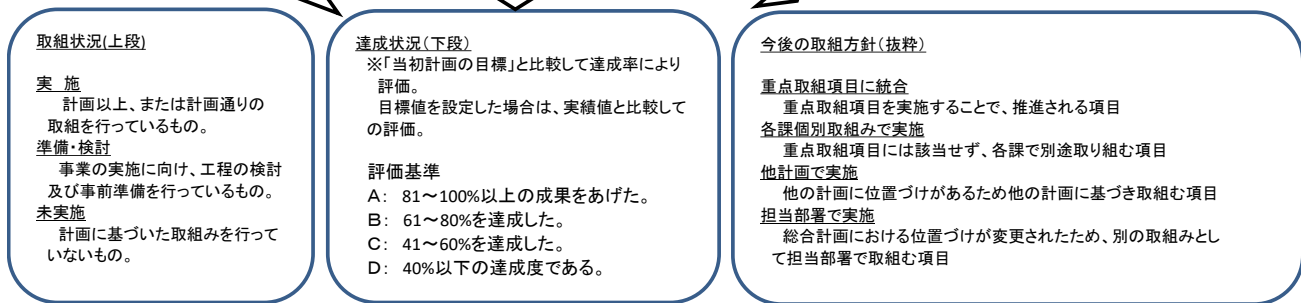 取組状況(上段)
実　施
計画以上、または計画通りの
取組を行っているもの。
準備・検討
事業の実施に向け、工程の検討
及び事前準備を行っているもの。
未実施
計画に基づいた取組みを行って
いないもの。
達成状況(下段)
※「当初計画の目標」と比較して達成率により
評価。
目標値を設定した場合は、実績値と比較して
の評価。
評価基準
A： 81～100%以上の成果をあげた。
B： 61～80%を達成した。
C： 41～60%を達成した。
D： 40%以下の達成度である。
今後の取組方針(抜粋)
重点取組項目に統合
重点取組項目を実施することで、推進される項目
各課個別取組みで実施
重点取組項目には該当せず、各課で別途取り組む項目
他計画で実施
他の計画に位置づけがあるため他の計画に基づき取組む項目
担当部署で実施
総合計画における位置づけが変更されたため、別の取組みとし
て担当部署で取組む項目